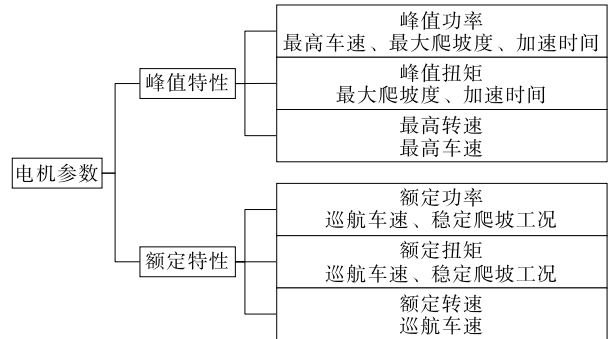 峰值功率
最高车速、最大爬坡度、加速时间
峰值扭矩
最大爬坡度、加速时间
最高转速
最高车速
峰值特性
电机参数
额定特性
额定功率
巡航车速、稳定爬坡工况
额定扭矩
巡航车速、稳定爬坡工况
额定转速
巡航车速